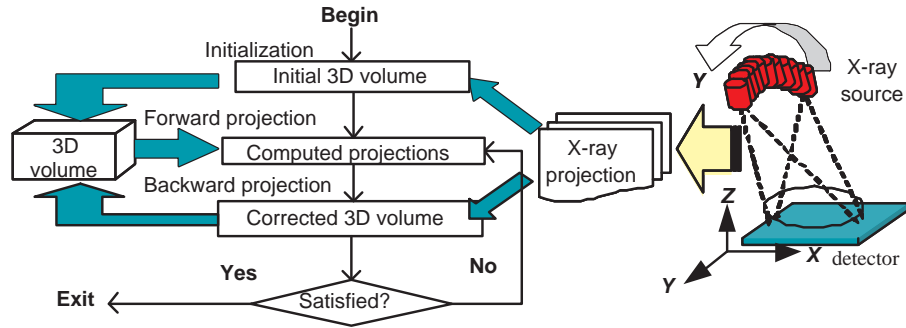 Begin
Initialization
Initial 3D volume
Forward projection
3D
volume
Computed projections
Backward projection
Corrected 3D volume
Yes
No
Exit
Satisfied?
X-ray
projection
Y
X-ray
source
Z
X
Y
detector